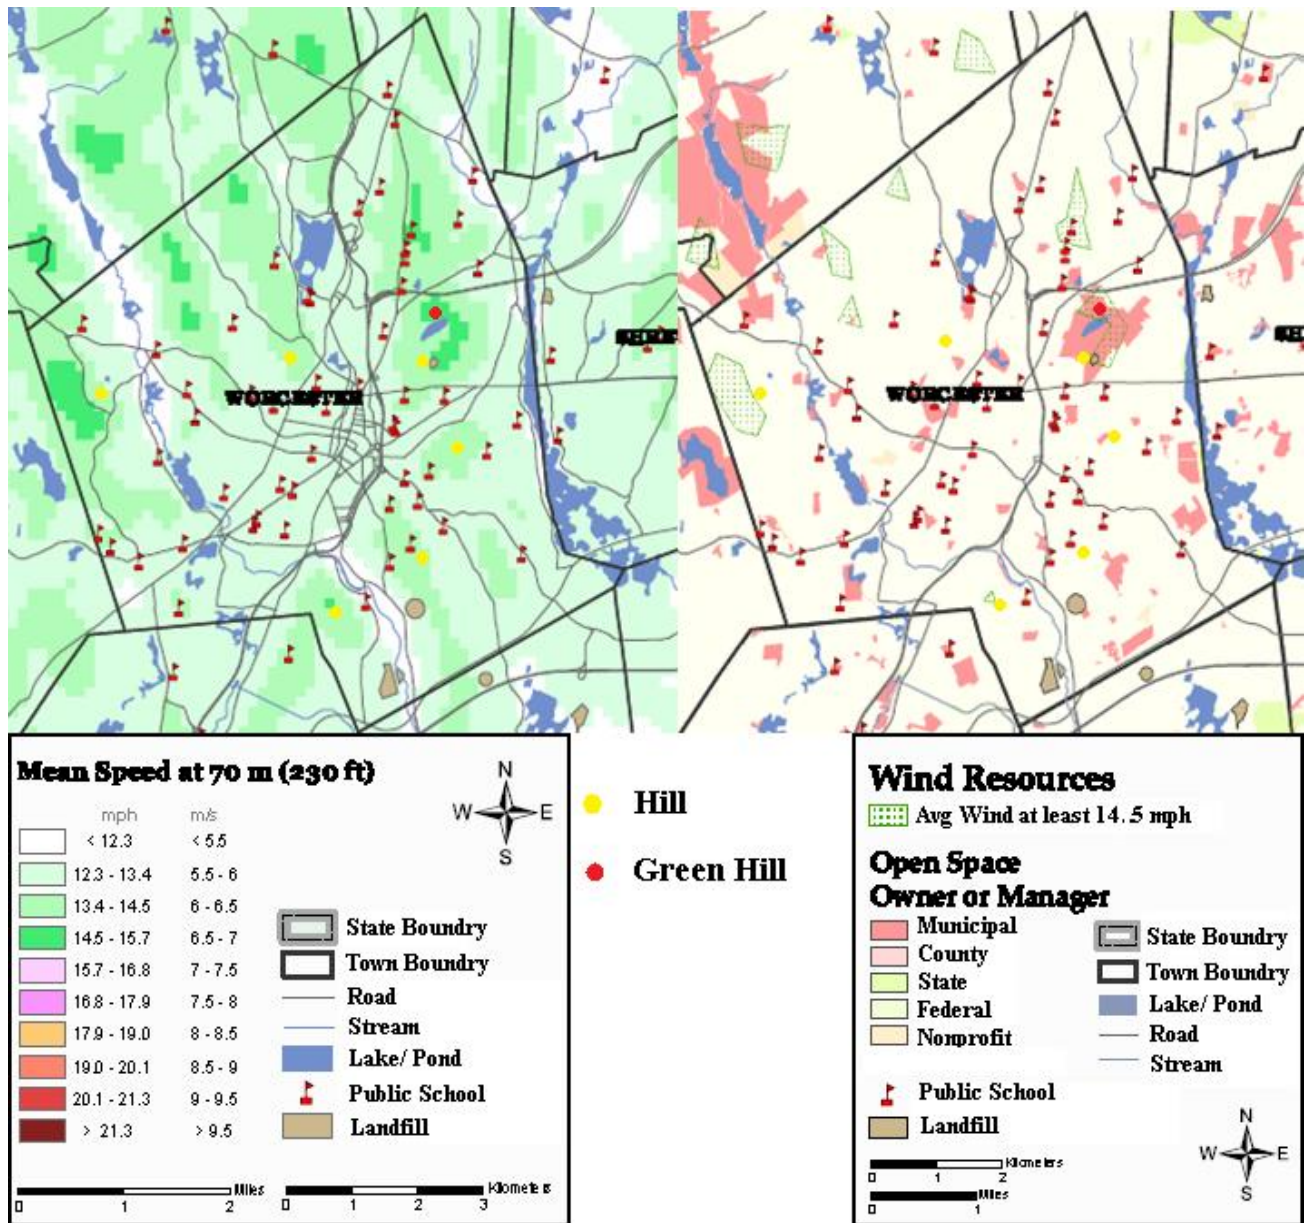 WORCESTER
WORCESTER
Mean Speed at 70 m (230 ft)
mph m/s
< 12.3 < 5.5
12.3 - 13.4 5.5 - 6
13.4 - 14.5 6 - 6.5
14.5 - 15.7 6.5 - 7
15.7 - 16.8 7 - 7.5
16.8 - 17.9 7.5 - 8
17.9 - 19.0 8 - 8.5
19.0 - 20.1 8.5 - 9
20.1 - 21.3 9 - 9.5
> 21.3 > 9.5
N
W E
S
State Boundry
Town Boundry
Road
Stream
Lake/ Pond
Public School
Landfill
Miles
0 1 2
Kilometers
0 1 2 3
Hill
Green Hill
Wind Resources
Avg Wind at least 14.5 mph
Open Space
Owner or Manager
Municipal
County
State
Federal
Nonprofit
State Boundry
Town Boundry
Lake/ Pond
Road
Stream
Public School
Landfill
Kilometers
0 1 2
Miles
0 1
N
W E
S